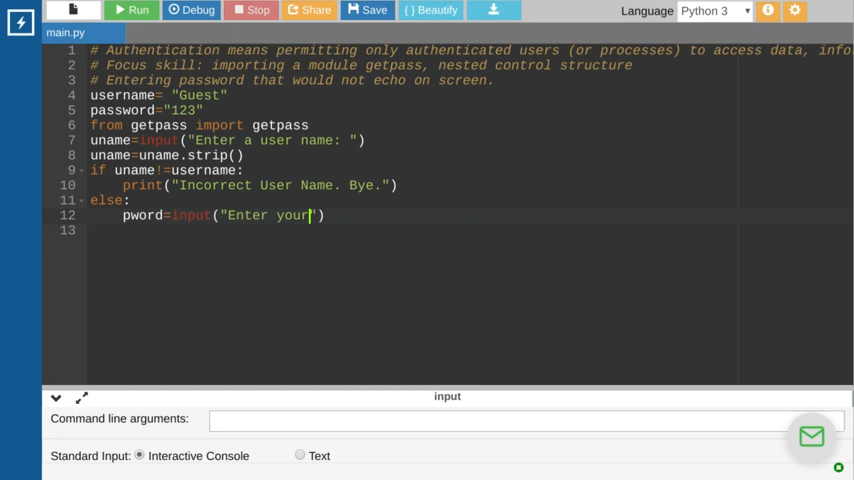 Run Debug Stop Share Save { } Beautify Language Python 3
main.py
1 # Authentication means permitting only authenticated users (or processes) to access data, info
2 # Focus skill: importing a module getpass, nested control structure
3 # Entering password that would not echo on screen.
4 username= "Guest"
5 password="123"
6 from getpass import getpass
7 uname=input("Enter a user name: ")
8 uname=uname.strip()
9 if uname!=username:
10 print("Incorrect User Name. Bye.")
11 else:
12 pword=input("Enter your")
13
input
Command line arguments:
Standard Input: Interactive Console Text